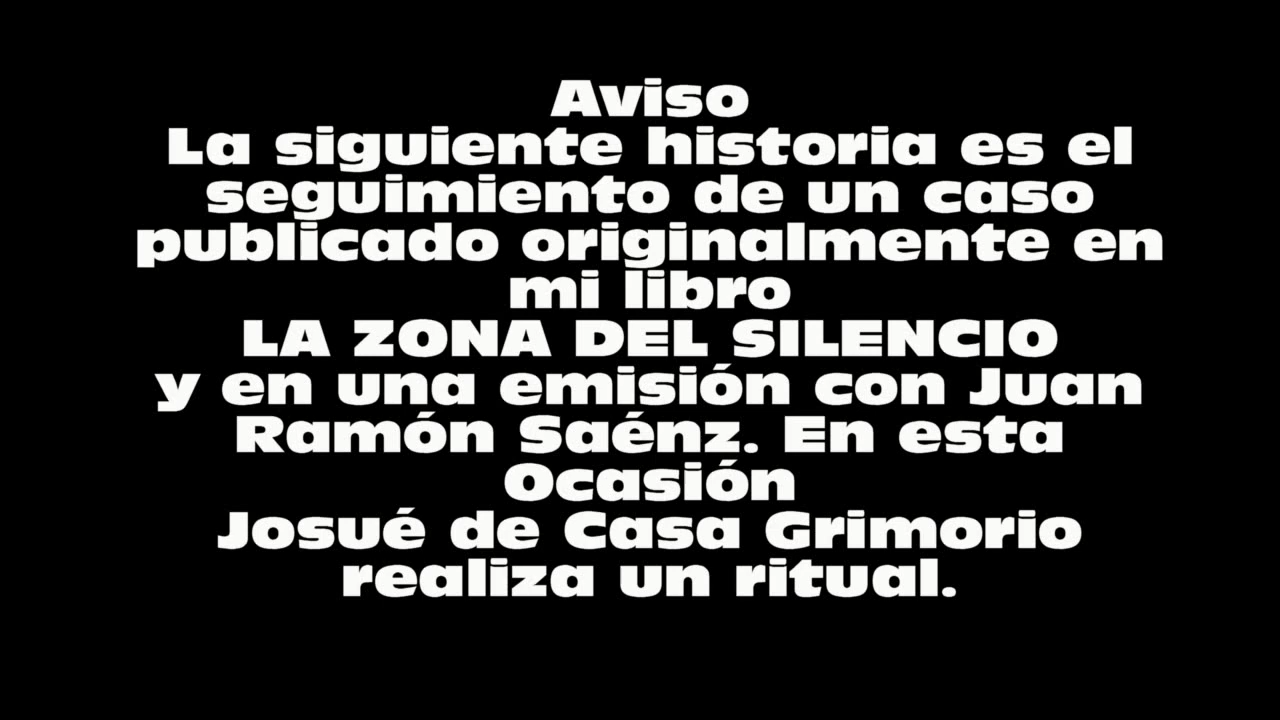 Aviso
La siguiente historia es el
seguimiento de un caso
publicado originalmente en
mi libro
LA ZONA DEL SILENCIO
y en una emisión con Juan
Ramón Saénz. En esta
Ocasión
Josué de Casa Grimorio
realiza un ritual.